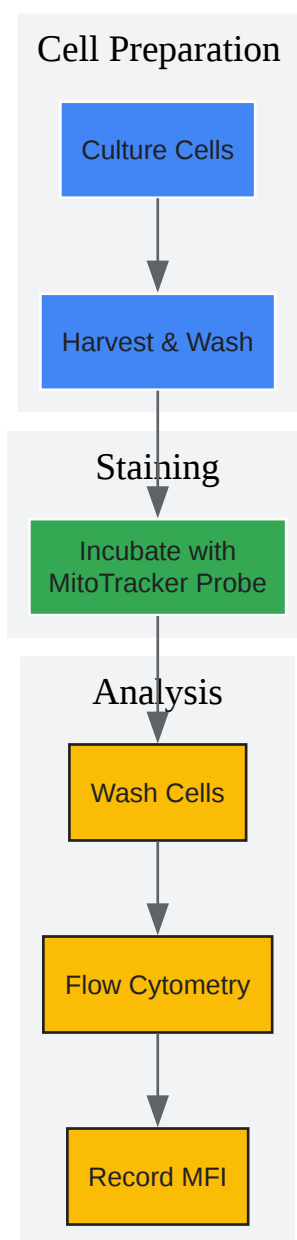 Cell Preparation
Culture Cells
Harvest & Wash
Staining
Incubate with
MitoTracker Probe
Analysis
Wash Cells
Flow Cytometry
Record MFI